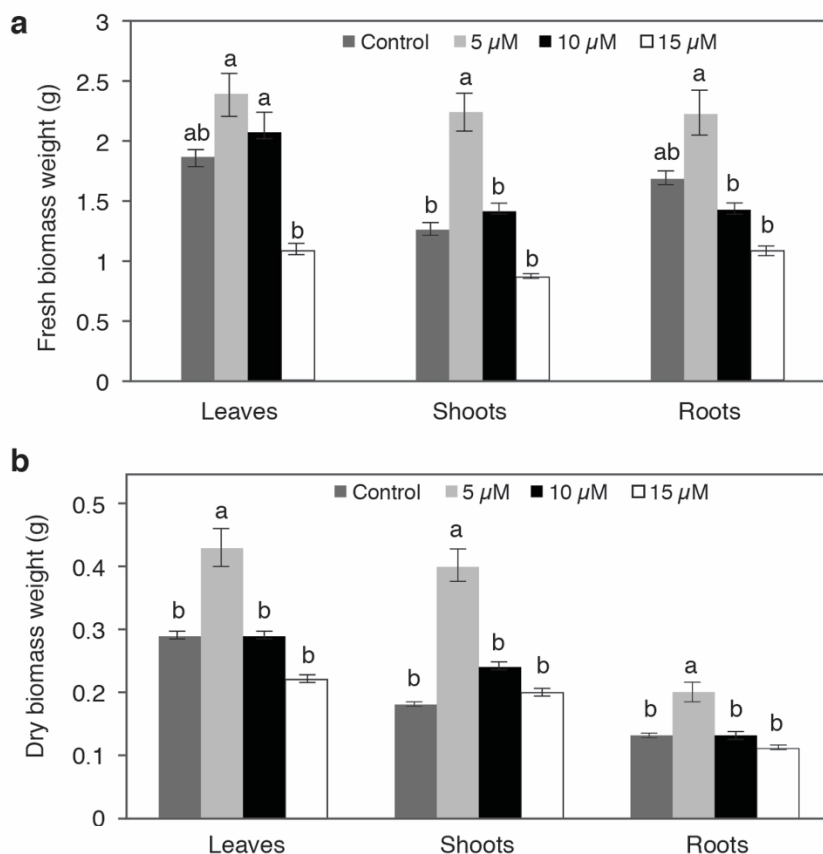 a
Fresh biomass weight (g)
3
2.5
2
1.5
1
0.5
0
Control 5 µM 10 µM 15 µM
ab a a b
b a b b
ab a b b
Leaves Shoots Roots
b
Dry biomass weight (g)
0.5
0.4
0.3
0.2
0.1
0
Control 5 µM 10 µM 15 µM
b a b b
b a b b
b a b b
Leaves Shoots Roots